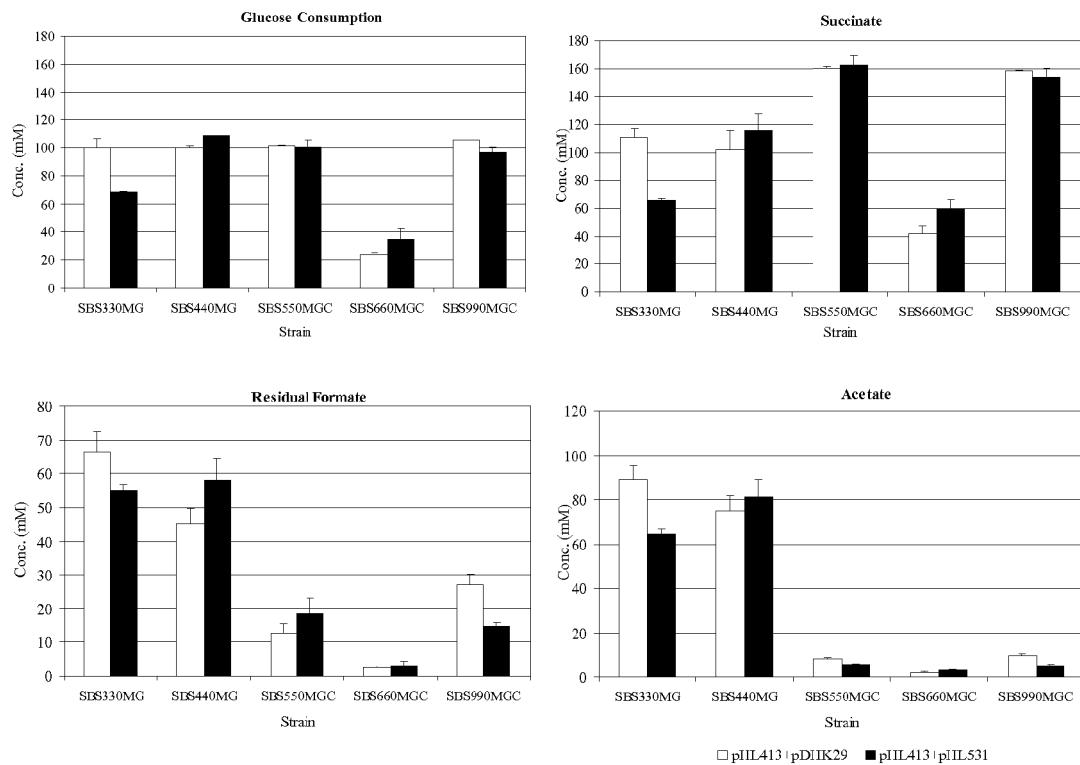 Glucose Consumption
180
160
140
120
100
80
60
40
20
0
Conc. (mM)
SBS330MG SBS440MG SBS550MGC SBS660MGC SBS990MGC
Strain
Succinate
180
160
140
120
100
80
60
40
20
0
Conc. (mM)
SBS330MG SBS440MG SBS550MGC SBS660MGC SBS990MGC
Strain
Residual Formate
80
70
60
50
40
30
20
10
0
Conc. (mM)
SBS330MG SBS440MG SBS550MGC SBS660MGC SBS990MGC
Strain
Acetate
120
100
80
60
40
20
0
Conc. (mM)
SBS330MG SBS440MG SBS550MGC SBS660MGC SBS990MGC
Strain
pHL413+pDHK29 pHL413+pHL531